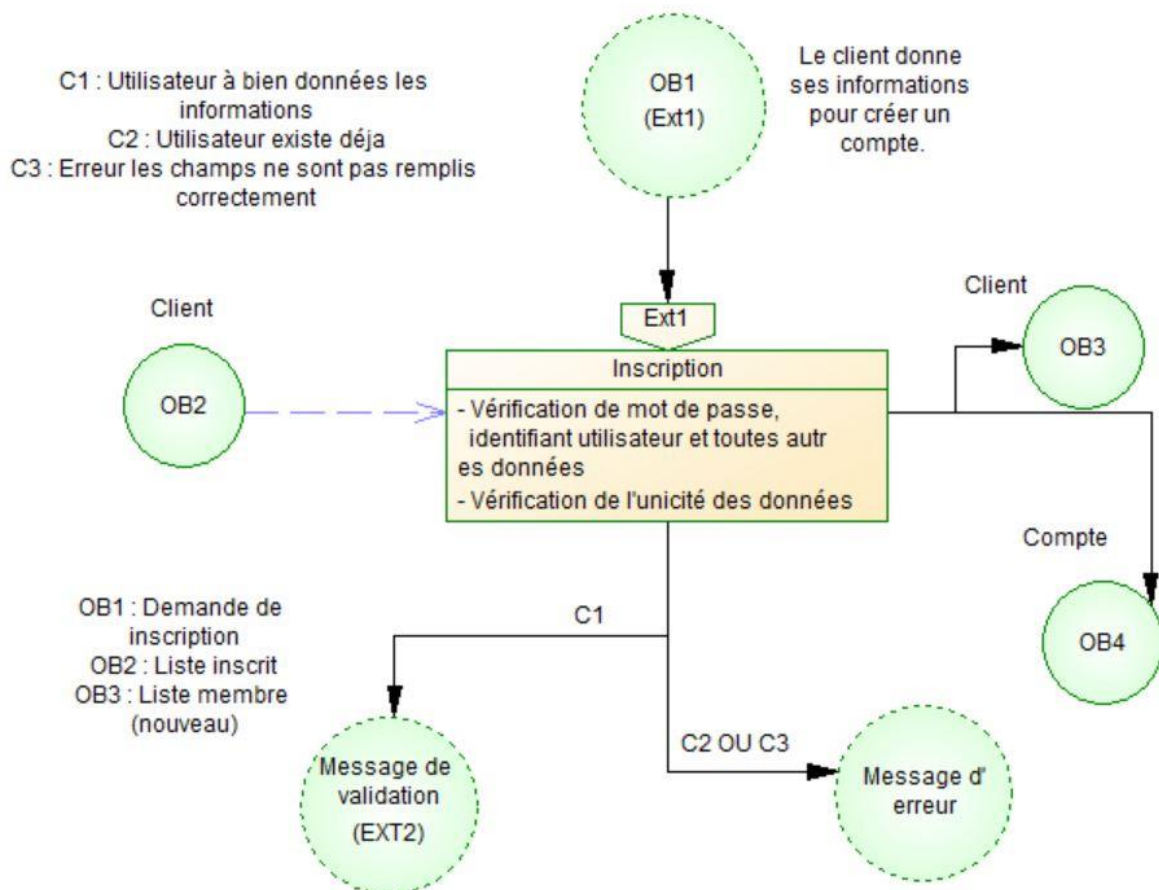 C1 : Utilisateur à bien données les
informations
C2 : Utilisateur existe déja
C3 : Erreur les champs ne sont pas remplis
correctement
OB1
(Ext1)
Le client donne
ses informations
pour créer un
compte.
Ext1
Client
OB2
Inscription
- Vérification de mot de passe,
identifiant utilisateur et toutes autr
es données
- Vérification de l'unicité des données
Client
OB3
Compte
OB4
OB1 : Demande de
inscription
OB2 : Liste inscrit
OB3 : Liste membre
(nouveau)
C1
C2 OU C3
Message de
validation
(EXT2)
Message d'
erreur